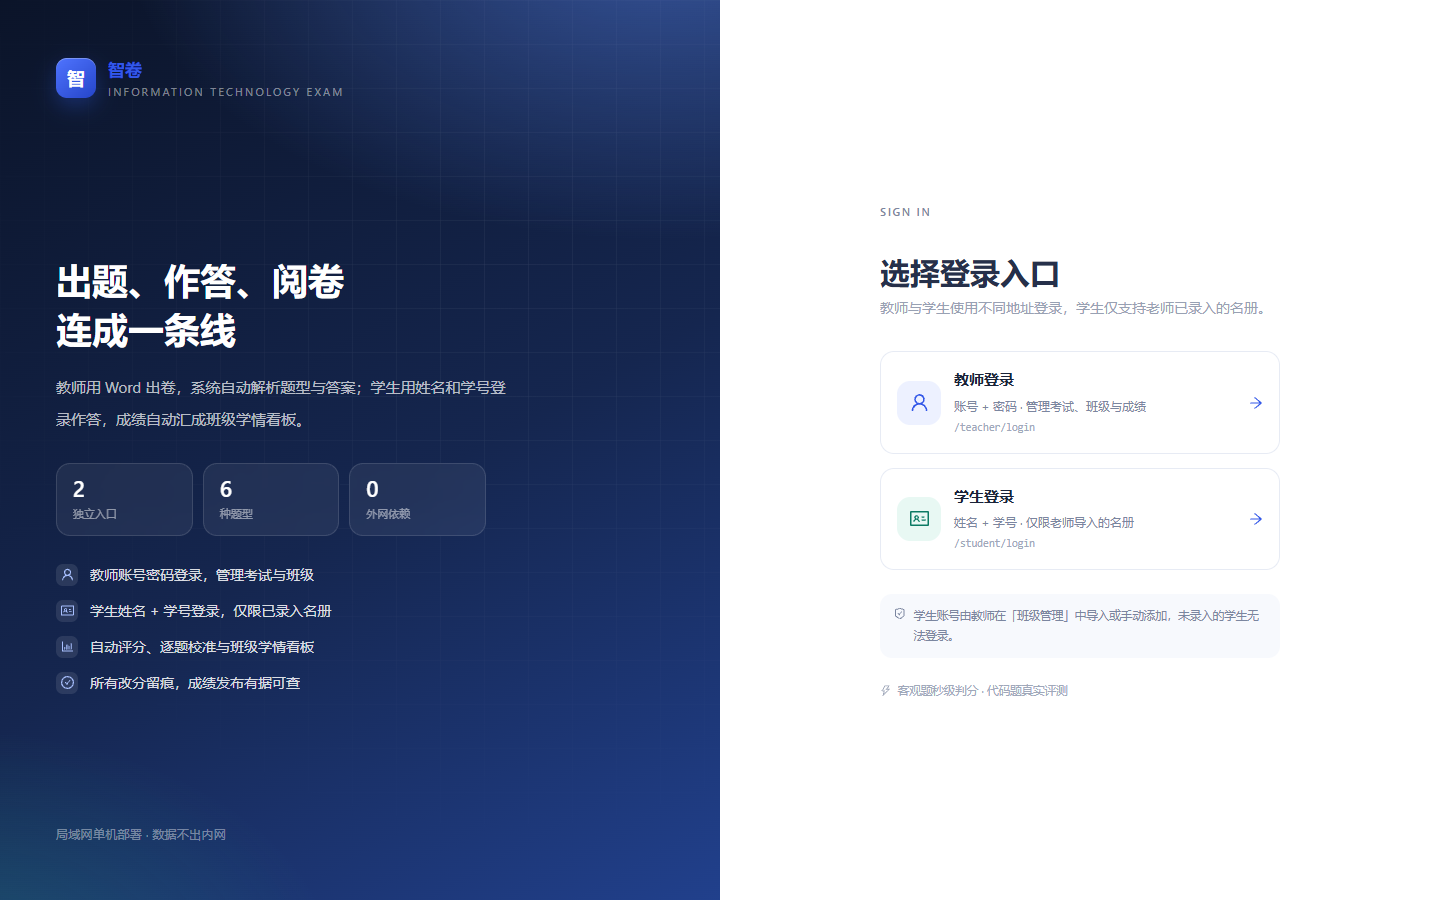 智
智卷
INFORMATION TECHNOLOGY EXAM
出题、作答、阅卷
连成一条线
教师用 Word 出卷，系统自动解析题型与答案；学生用姓名和学号登
录作答，成绩自动汇成班级学情看板。
2
独立入口
6
种题型
0
外网依赖
教师账号密码登录，管理考试与班级
学生姓名 + 学号登录，仅限已录入名册
自动评分、逐题校准与班级学情看板
所有改分留痕，成绩发布有据可查
局域网单机部署 · 数据不出内网
SIGN IN
选择登录入口
教师与学生使用不同地址登录，学生仅支持老师已录入的名册。
教师登录
账号 + 密码 · 管理考试、班级与成绩
/teacher/login
学生登录
姓名 + 学号 · 仅限老师导入的名册
/student/login
学生账号由教师在「班级管理」中导入或手动添加，未录入的学生无
法登录。
客观题秒级判分 · 代码题真实评测